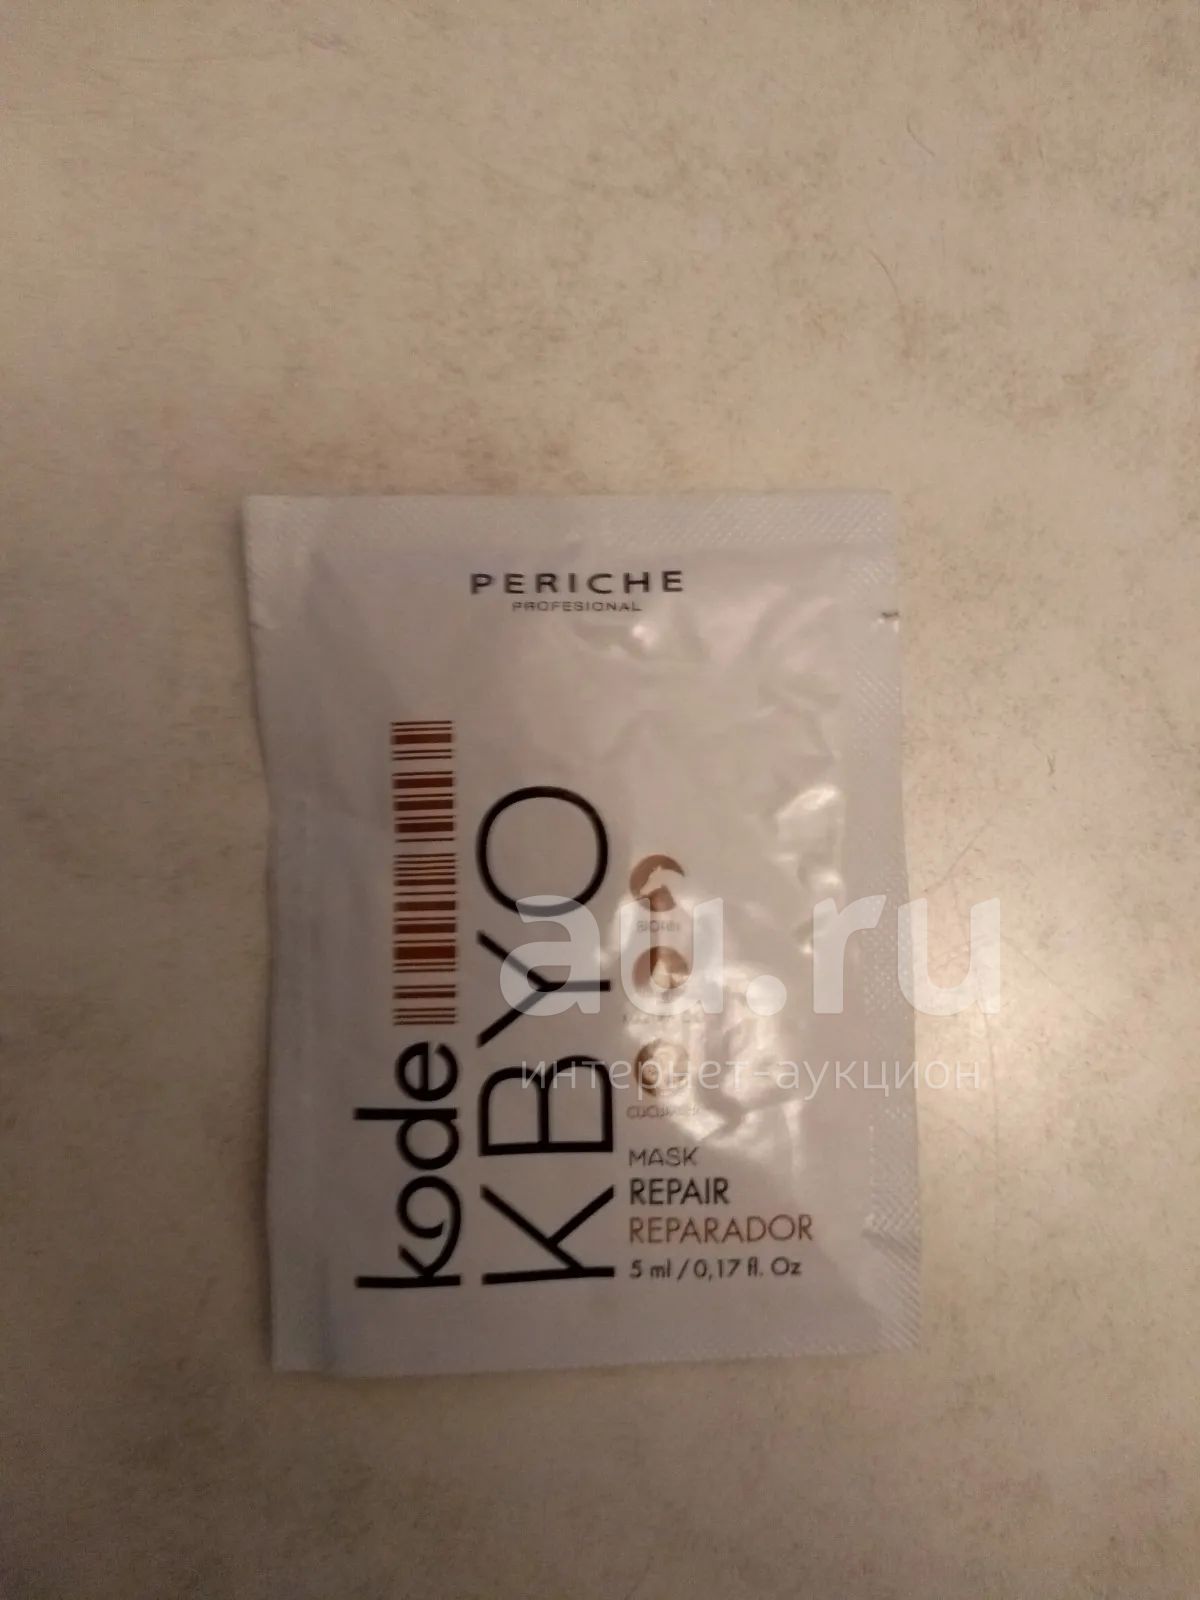 PERICHE
PROFESIONAL
kode
KBYO
au.ru
интернет-аукцион
MASK
REPAIR
REPARADOR
5 ml / 0,17 fl. Oz